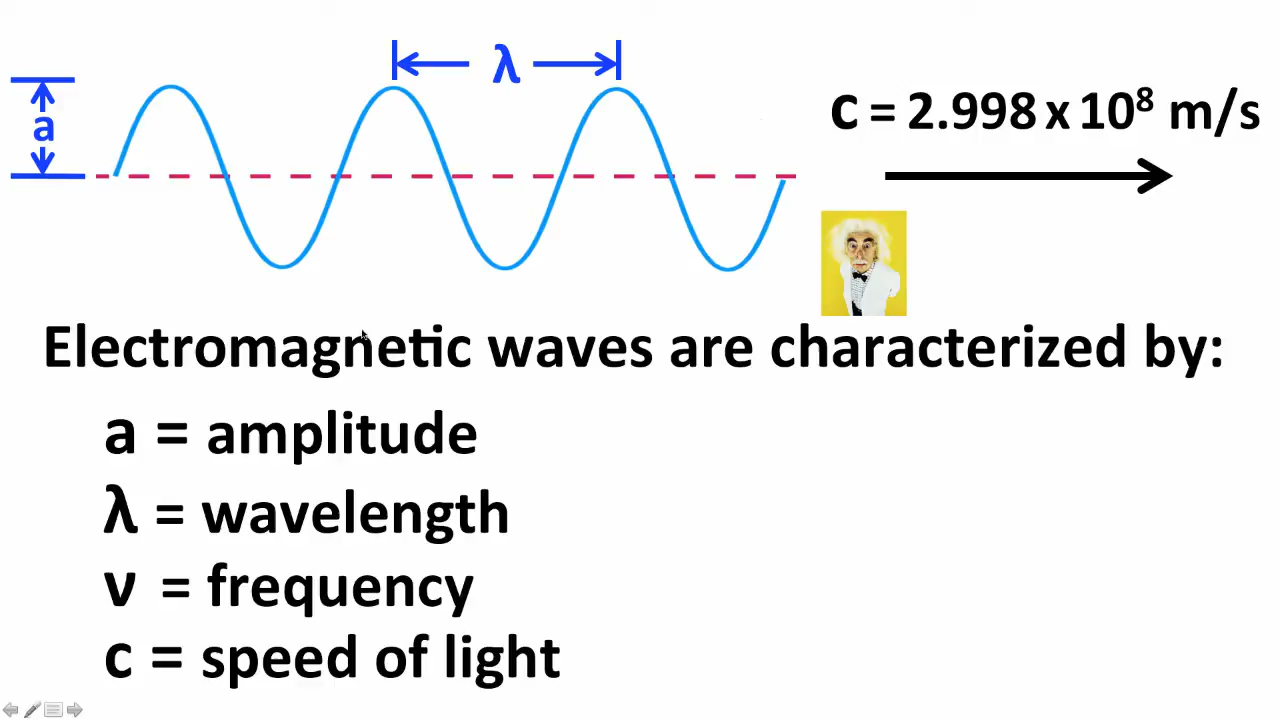 λ
a
c = 2.998 x 10⁸ m/s
Electromagnetic waves are characterized by:
a = amplitude
λ = wavelength
ν = frequency
c = speed of light